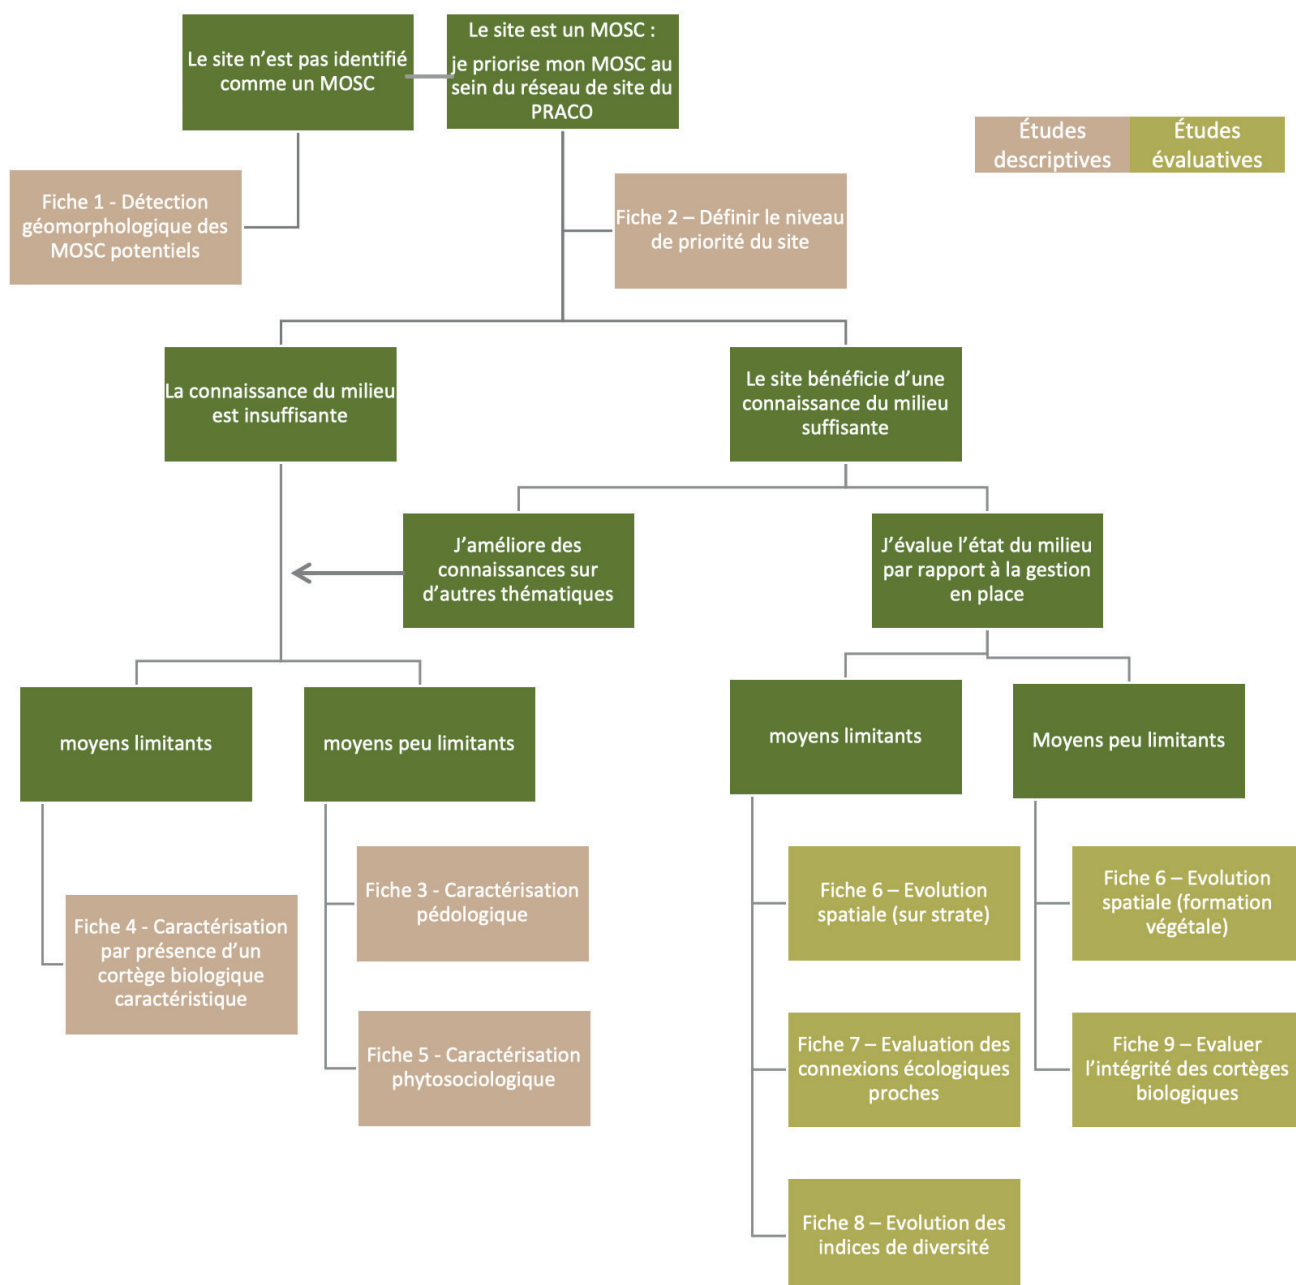 Le site n’est pas identifié
comme un MOSC
Le site est un MOSC :
je priorise mon MOSC au
sein du réseau de site du
PRACO
Études
descriptives
Études
évaluatives
Fiche 1 - Détection
géomorphologique des
MOSC potentiels
Fiche 2 – Définir le niveau
de priorité du site
La connaissance du milieu
est insuffisante
Le site bénéficie d’une
connaissance du milieu
suffisante
J’améliore des
connaissances sur
d’autres thématiques
J’évalue l’état du milieu
par rapport à la gestion
en place
moyens limitants
moyens peu limitants
moyens limitants
Moyens peu limitants
Fiche 4 - Caractérisation
par présence d’un
cortège biologique
caractéristique
Fiche 3 - Caractérisation
pédologique
Fiche 5 - Caractérisation
phytosociologique
Fiche 6 – Evolution
spatiale (sur strate)
Fiche 7 – Evaluation des
connexions écologiques
proches
Fiche 8 – Evolution des
indices de diversité
Fiche 6 – Evolution
spatiale (formation
végétale)
Fiche 9 – Evaluer
l’intégrité des cortèges
biologiques